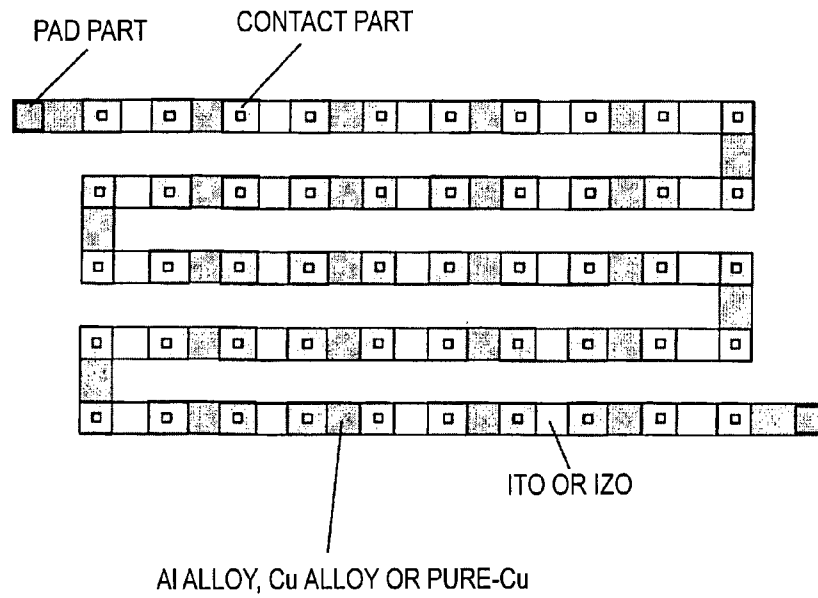 PAD PART
CONTACT PART
ITO OR IZO
Al ALLOY, Cu ALLOY OR PURE-Cu